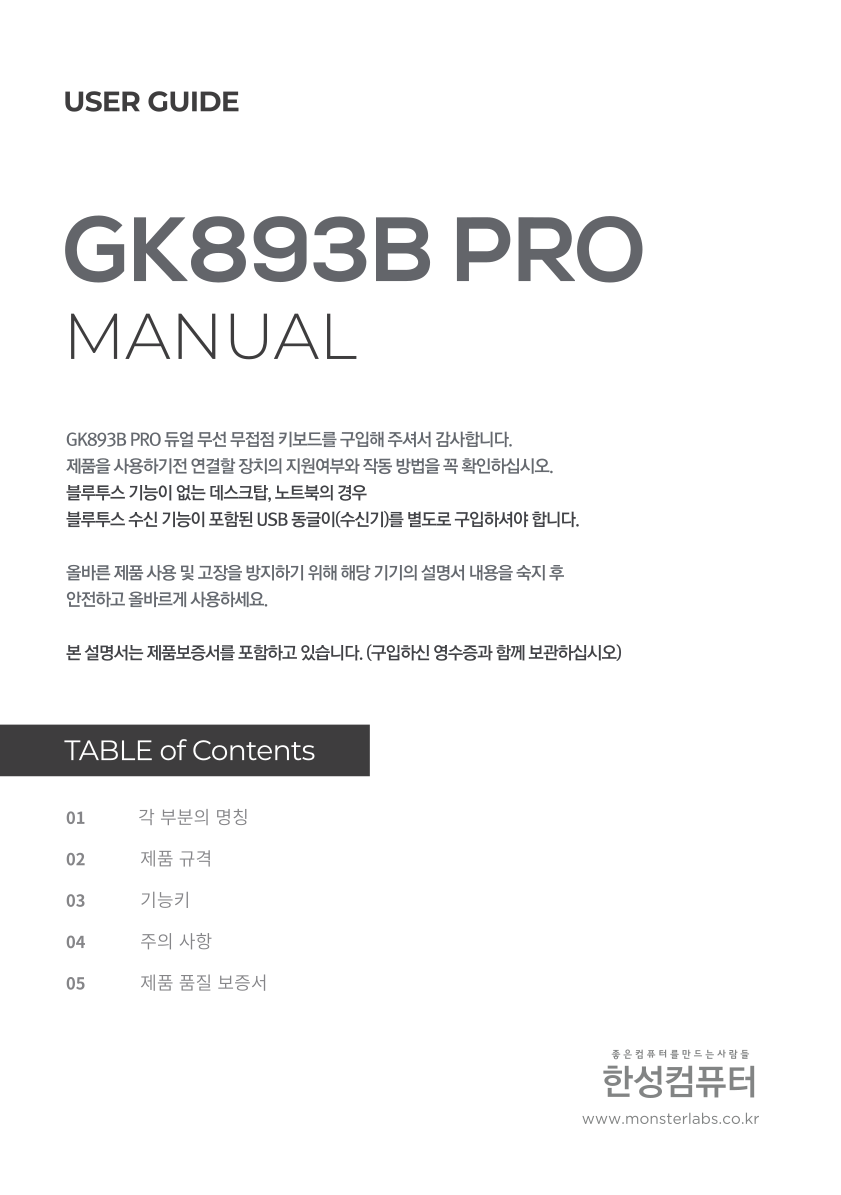 USER GUIDE
GK893B PRO
MANUAL
GK893B PRO 듀얼 무선 무접점 키보드를 구입해 주셔서 감사합니다.
제품을 사용하기전 연결할 장치의 지원여부와 작동 방법을 꼭 확인하십시오.
블루투스 기능이 없는 데스크탑, 노트북의 경우
블루투스 수신 기능이 포함된 USB 동글이(수신기)를 별도로 구입하셔야 합니다.
올바른 제품 사용 및 고장을 방지하기 위해 해당 기기의 설명서 내용을 숙지 후
안전하고 올바르게 사용하세요.
본 설명서는 제품보증서를 포함하고 있습니다. (구입하신 영수증과 함께 보관하십시오)
TABLE of Contents
01 각 부분의 명칭
02 제품 규격
03 기능키
04 주의 사항
05 제품 품질 보증서
좋은컴퓨터를만드는사람들
한성컴퓨터
www.monsterlabs.co.kr